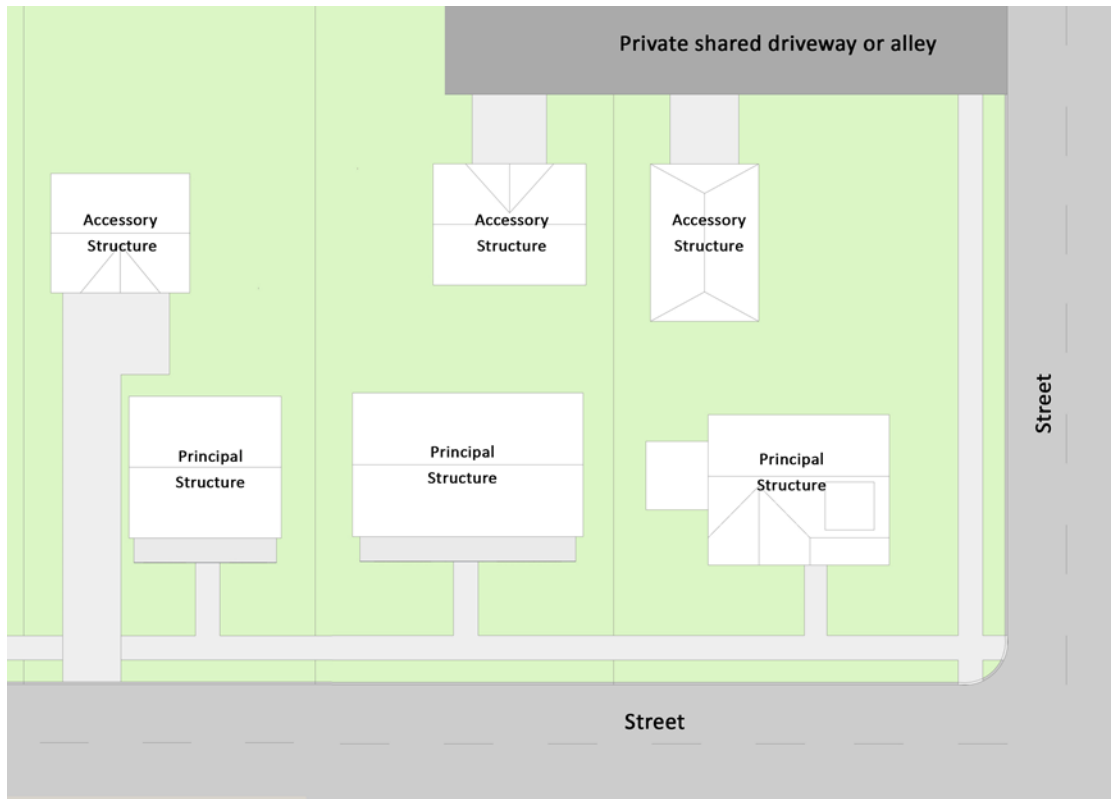 Private shared driveway or alley
Accessory
Structure
Accessory
Structure
Accessory
Structure
Street
Principal
Structure
Principal
Structure
Principal
Structure
Street